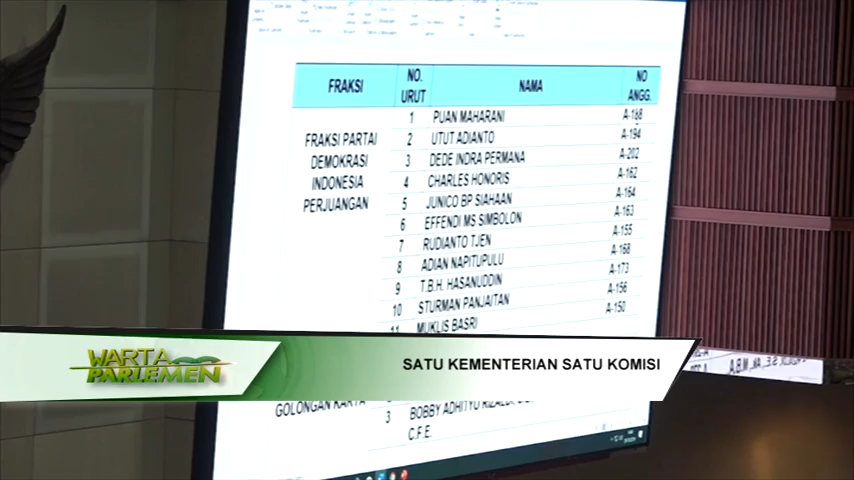 FRAKSI NO. URUT NAMA NO ANGG.
1 PUAN MAHARANI A-168
FRAKSI PARTAI 2 UTUT ADIANTO A-194
DEMOKRASI 3 DEDE INDRA PERMANA A-202
INDONESIA 4 CHARLES HONORIS A-162
PERJUANGAN 5 JUNICO BP SIAHAAN A-164
6 EFFENDI MS SIMBOLON A-163
7 RUDIANTO TJEN A-155
8 ADIAN NAPITUPULU A-168
9 T.B.H. HASANUDDIN A-173
10 STURMAN PANJAITAN A-156
11 MUKLIS BASRI A-150
WARTA
PARLEMEN
SATU KEMENTERIAN SATU KOMISI
GOLONGAN KARYA
3 BOBBY ADHITYO
C.F.E.